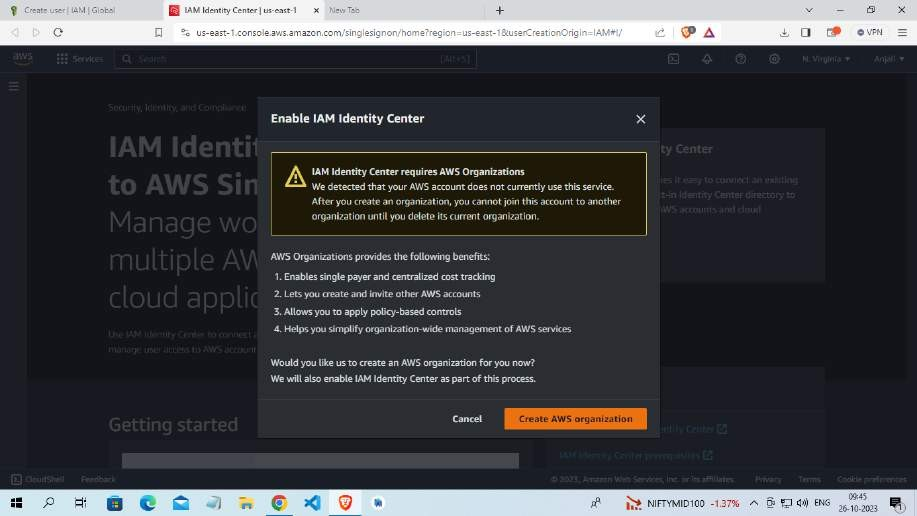 Create user | IAM | Global
IAM Identity Center | us-east-1
New Tab
us-east-1.console.aws.amazon.com/singlesignon/home?region=us-east-1&userCreationOrigin=IAM#!/
VPN
aws
Services
Search
[Alt+S]
N. Virginia
Anjali
Security, Identity, and Compliance
IAM Identi
to AWS Sin
Manage wo
multiple AW
cloud applic
Use IAM Identity Center to connect
manage user access to AWS account
Getting started
Enable IAM Identity Center
IAM Identity Center requires AWS Organizations
We detected that your AWS account does not currently use this service.
After you create an organization, you cannot join this account to another
organization until you delete its current organization.
AWS Organizations provides the following benefits:
1. Enables single payer and centralized cost tracking
2. Lets you create and invite other AWS accounts
3. Allows you to apply policy-based controls
4. Helps you simplify organization-wide management of AWS services
Would you like us to create an AWS organization for you now?
We will also enable IAM Identity Center as part of this process.
Cancel
Create AWS organization
ty Center
es it easy to connect an existing
t-in Identity Center directory to
AWS accounts and cloud
entity Center
IAM Identity Center prerequisites
CloudShell
Feedback
© 2023, Amazon Web Services, Inc. or its affiliates.
Privacy
Terms
Cookie preferences
NIFTYMID100 -1.37%
ENG
09:45
26-10-2023